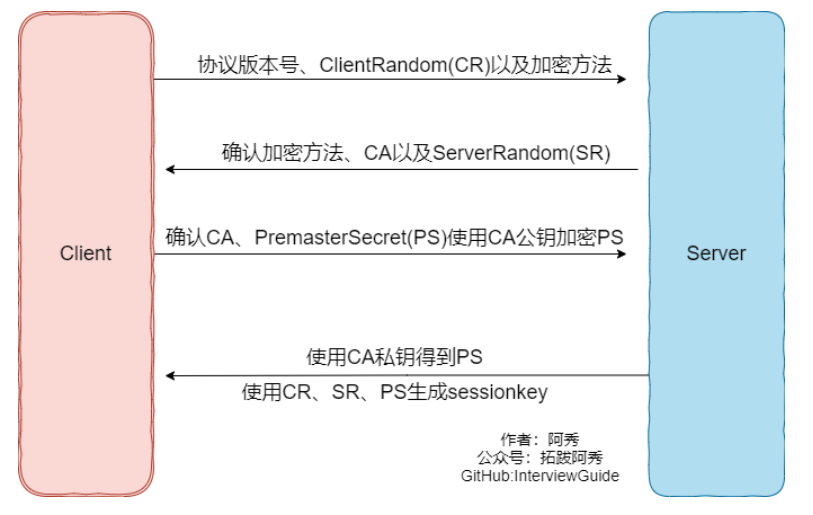 协议版本号、ClientRandom(CR)以及加密方法
确认加密方法、CA以及ServerRandom(SR)
Client
确认CA、PremasterSecret(PS)使用CA公钥加密PS
Server
使用CA私钥得到PS
使用CR、SR、PS生成sessionkey
作者：阿秀
公众号：拓跋阿秀
GitHub:InterviewGuide